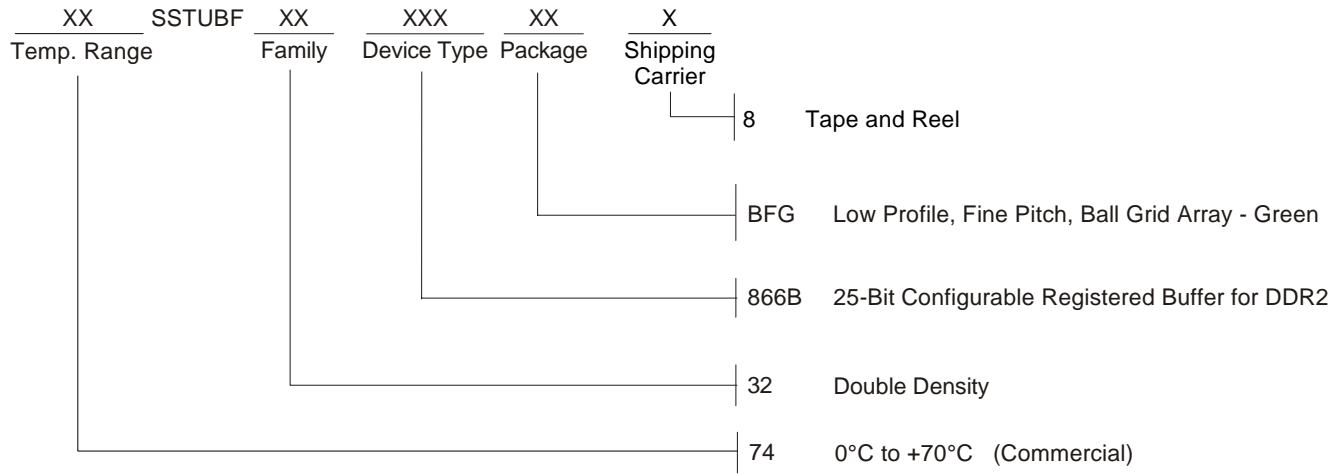 XX SSTUBF XX XXX XX X
Temp. Range Family Device Type Package Shipping
Carrier
8 Tape and Reel
BFG Low Profile, Fine Pitch, Ball Grid Array - Green
866B 25-Bit Configurable Registered Buffer for DDR2
32 Double Density
74 0°C to +70°C (Commercial)